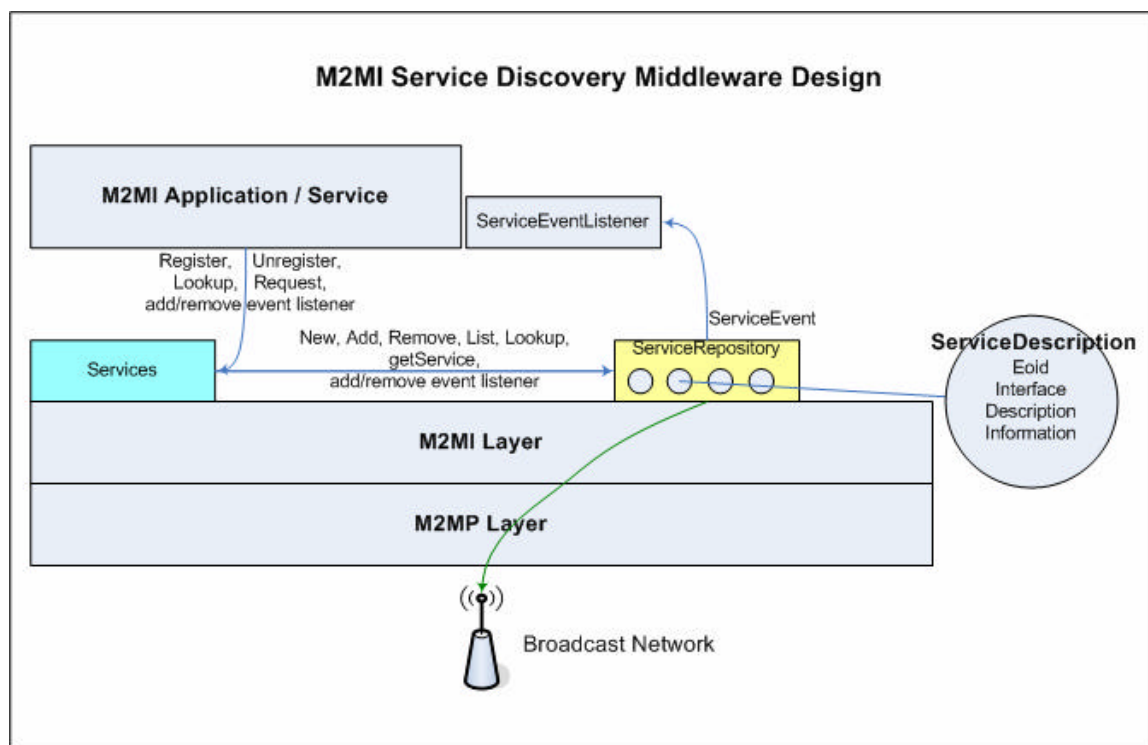 M2MI Service Discovery Middleware Design
M2MI Application / Service
ServiceEventListener
Register, Unregister,
Lookup, Request,
add/remove event listener
ServiceEvent
New, Add, Remove, List, Lookup,
getService,
add/remove event listener
Services
ServiceRepository
ServiceDescription
Eoid
Interface
Description
Information
M2MI Layer
M2MP Layer
Broadcast Network